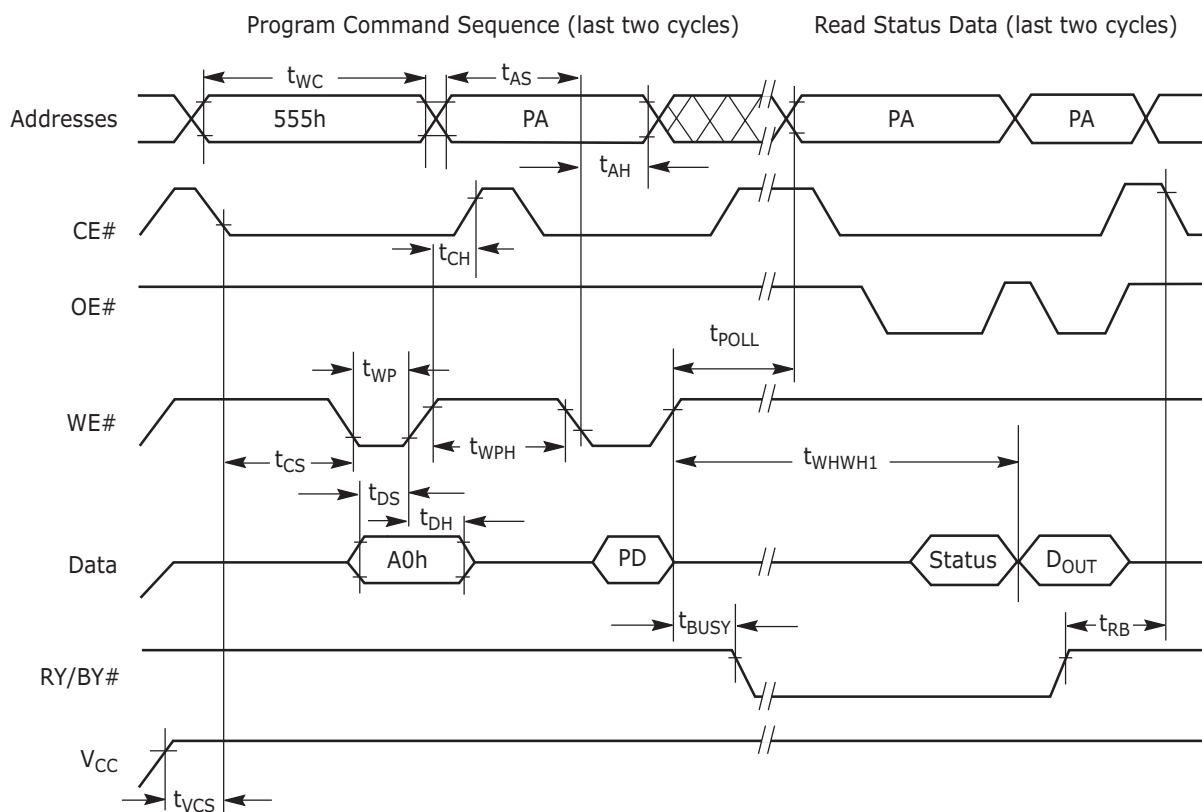 Program Command Sequence (last two cycles)
Read Status Data (last two cycles)
tWC
tAS
Addresses
555h
PA
PA
PA
tAH
CE#
tCH
OE#
tPOLL
tWP
WE#
tWPH
tCS
tWHWH1
tDS
tDH
Data
A0h
PD
Status
DOUT
tBUSY
tRB
RY/BY#
VCC
tVCS